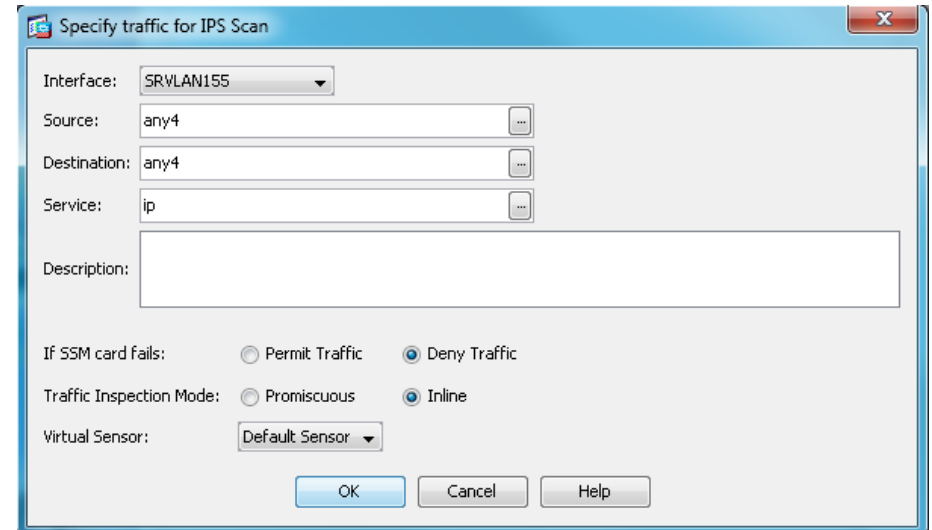 Specify traffic for IPS Scan
Interface: SRVLAN155
Source: any4 ...
Destination: any4 ...
Service: ip ...
Description:
If SSM card fails: Permit Traffic Deny Traffic
Traffic Inspection Mode: Promiscuous Inline
Virtual Sensor: Default Sensor
OK Cancel Help